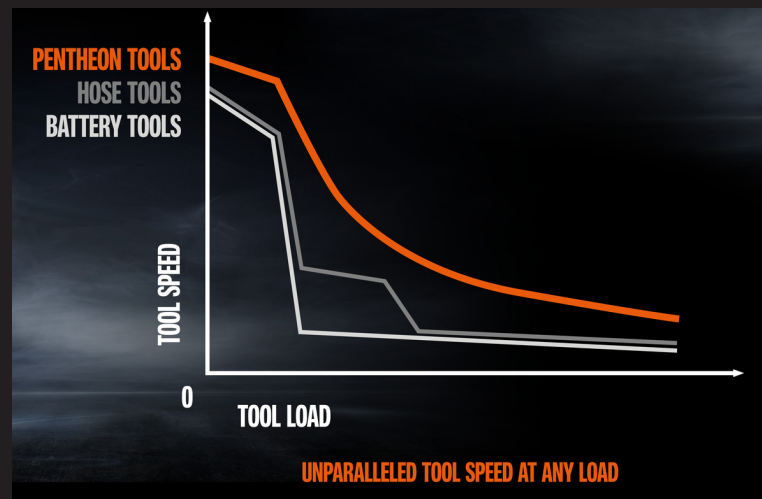 PENTHEON TOOLS
HOSE TOOLS
BATTERY TOOLS
TOOL SPEED
0
TOOL LOAD
UNPARALLELED TOOL SPEED AT ANY LOAD